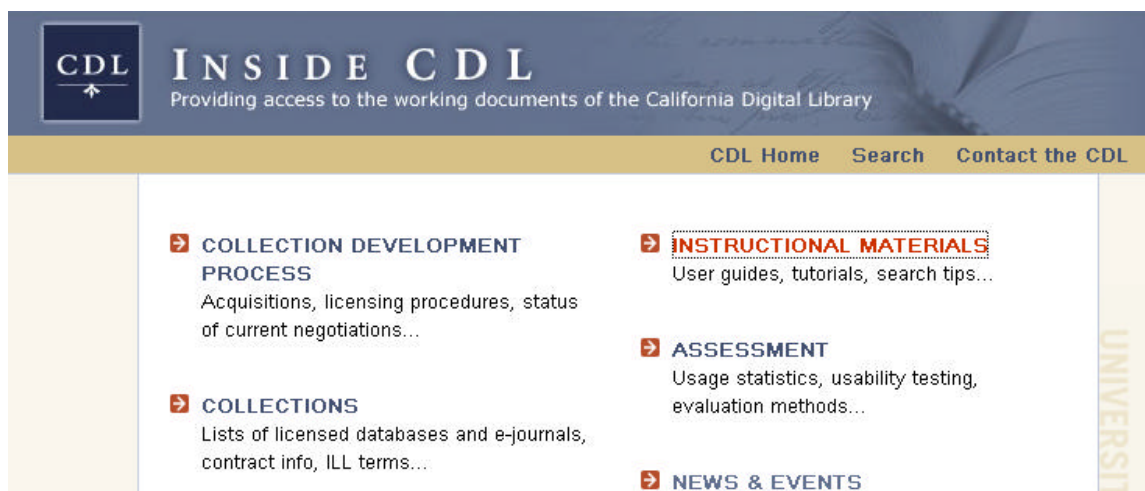 CDL
INSIDE CDL
Providing access to the working documents of the California Digital Library
CDL Home Search Contact the CDL
COLLECTION DEVELOPMENT
PROCESS
Acquisitions, licensing procedures, status
of current negotiations...
COLLECTIONS
Lists of licensed databases and e-journals,
contract info, ILL terms...
INSTRUCTIONAL MATERIALS
User guides, tutorials, search tips...
ASSESSMENT
Usage statistics, usability testing,
evaluation methods...
NEWS & EVENTS